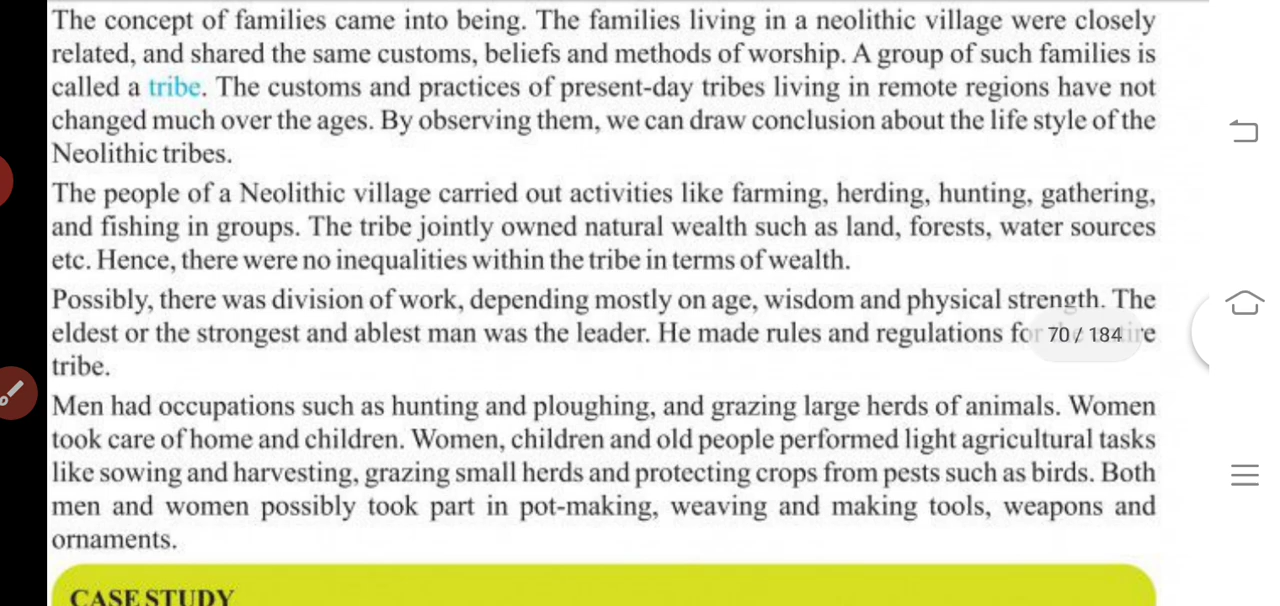 The concept of families came into being. The families living in a neolithic village were closely
related, and shared the same customs, beliefs and methods of worship. A group of such families is
called a tribe. The customs and practices of present-day tribes living in remote regions have not
changed much over the ages. By observing them, we can draw conclusion about the life style of the
Neolithic tribes.
The people of a Neolithic village carried out activities like farming, herding, hunting, gathering,
and fishing in groups. The tribe jointly owned natural wealth such as land, forests, water sources
etc. Hence, there were no inequalities within the tribe in terms of wealth.
Possibly, there was division of work, depending mostly on age, wisdom and physical strength. The
eldest or the strongest and ablest man was the leader. He made rules and regulations for
70 / 184
tribe.
Men had occupations such as hunting and ploughing, and grazing large herds of animals. Women
took care of home and children. Women, children and old people performed light agricultural tasks
like sowing and harvesting, grazing small herds and protecting crops from pests such as birds. Both
men and women possibly took part in pot-making, weaving and making tools, weapons and
ornaments.
CASE STUDY